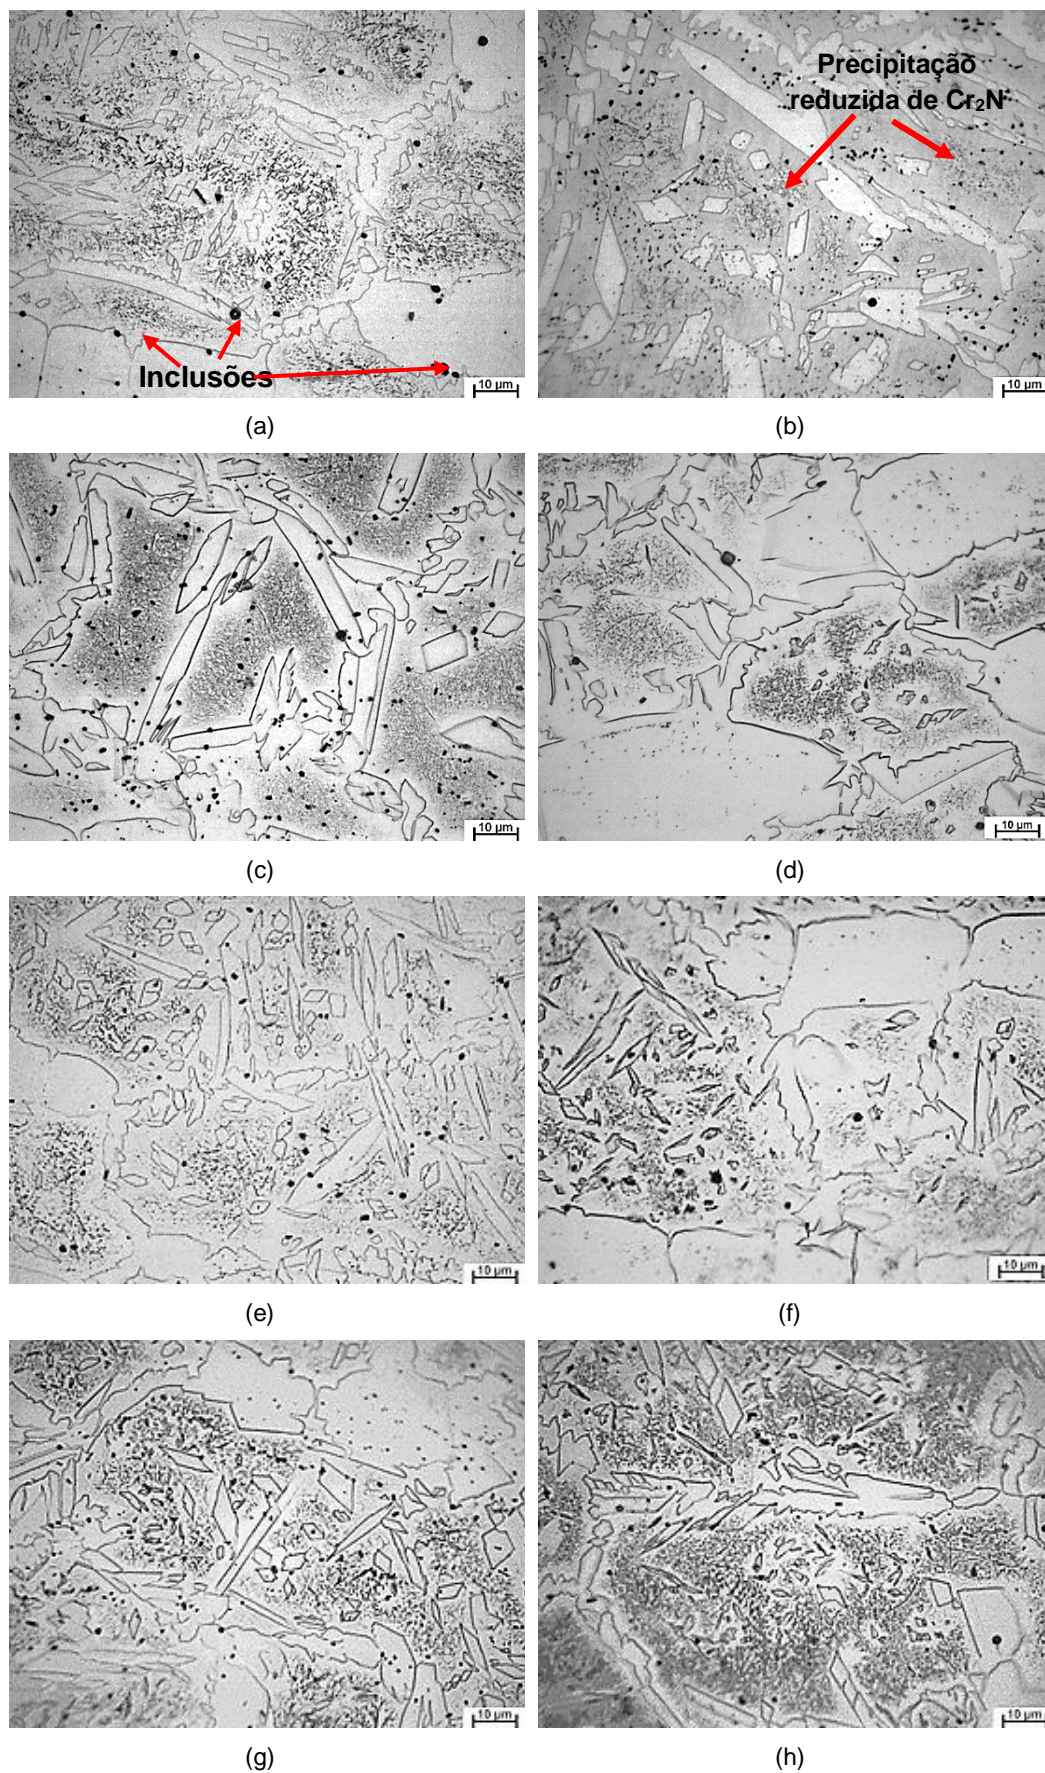 Inclusões
10 µm
(a)
Precipitação
reduzida de Cr₂N
10 µm
(b)
10 µm
(c)
10 µm
(d)
10 µm
(e)
10 µm
(f)
10 µm
(g)
10 µm
(h)